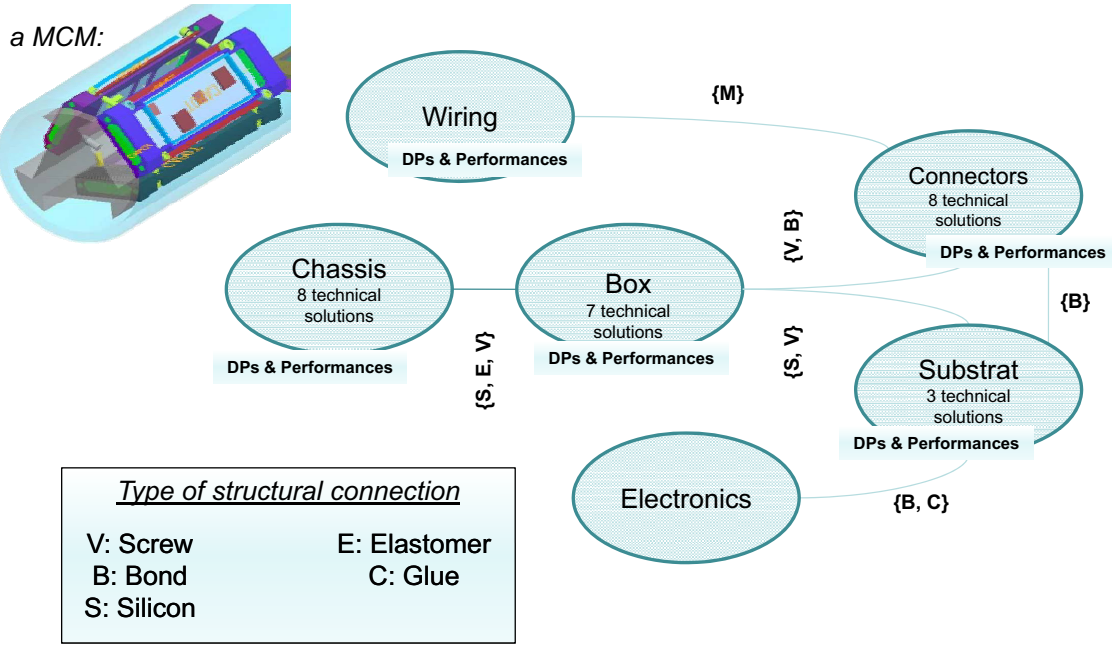 a MCM:
Wiring
DPs & Performances
{M}
Connectors
8 technical
solutions
DPs & Performances
{V, B}
Chassis
8 technical
solutions
DPs & Performances
{S, E, V}
Box
7 technical
solutions
DPs & Performances
{S, V}
{B}
Substrat
3 technical
solutions
DPs & Performances
Electronics
{B, C}
Type of structural connection
V: Screw
E: Elastomer
B: Bond
C: Glue
S: Silicon